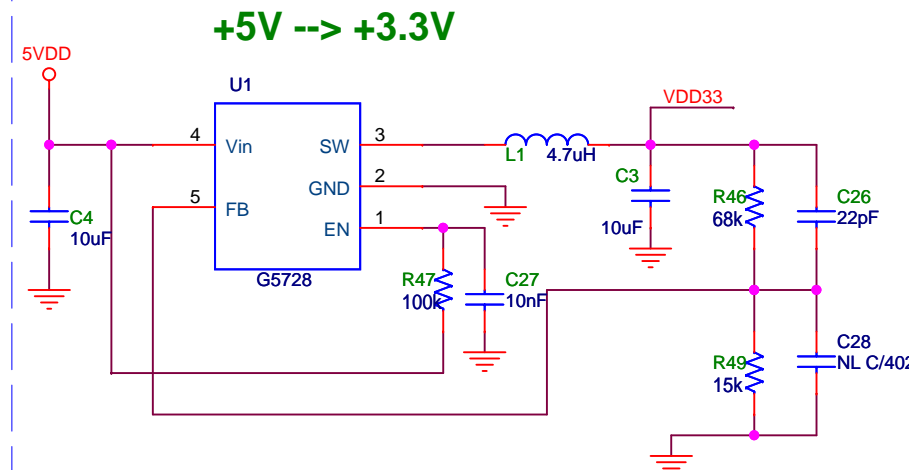 +5V --> +3.3V
5VDD
U1
VDD33
4
Vin
SW
3
L1
4.7uH
5
FB
GND
2
EN
1
C4
10uF
G5728
C3
10uF
R46
68k
C26
22pF
R47
100k
C27
10nF
R49
15k
C28
NL C/402